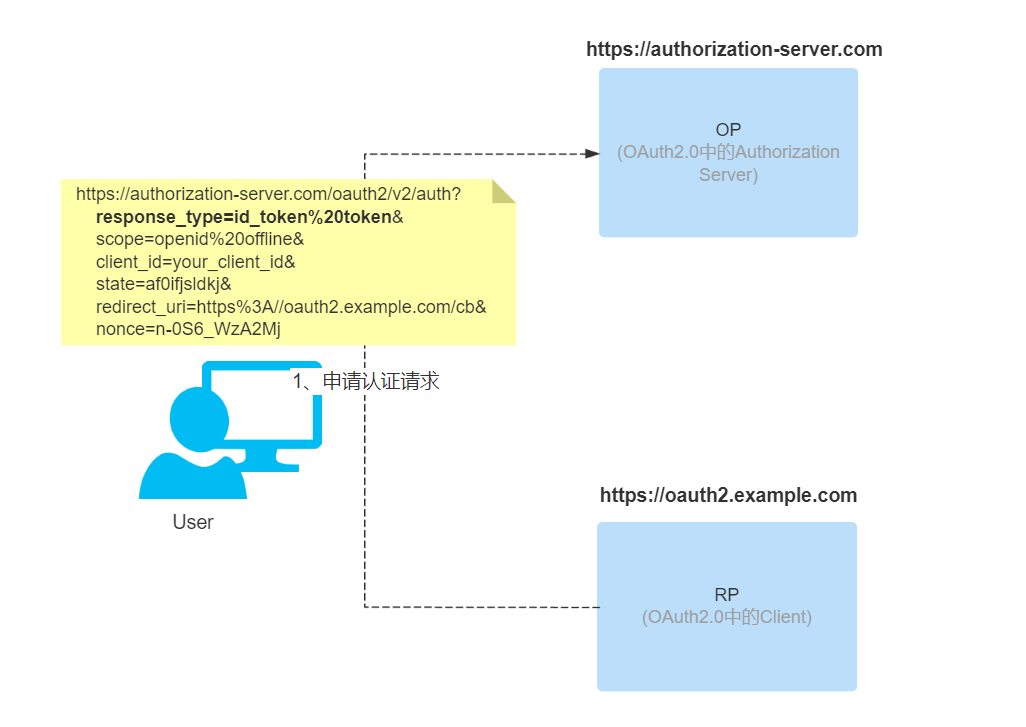 https://authorization-server.com
OP
(OAuth2.0中的Authorization
Server)
https://authorization-server.com/oauth2/v2/auth?
response_type=id_token%20token&
scope=openid%20offline&
client_id=your_client_id&
state=af0ifjsldkj&
redirect_uri=https%3A//oauth2.example.com/cb&
nonce=n-0S6_WzA2Mj
1、申请认证请求
User
https://oauth2.example.com
RP
(OAuth2.0中的Client)